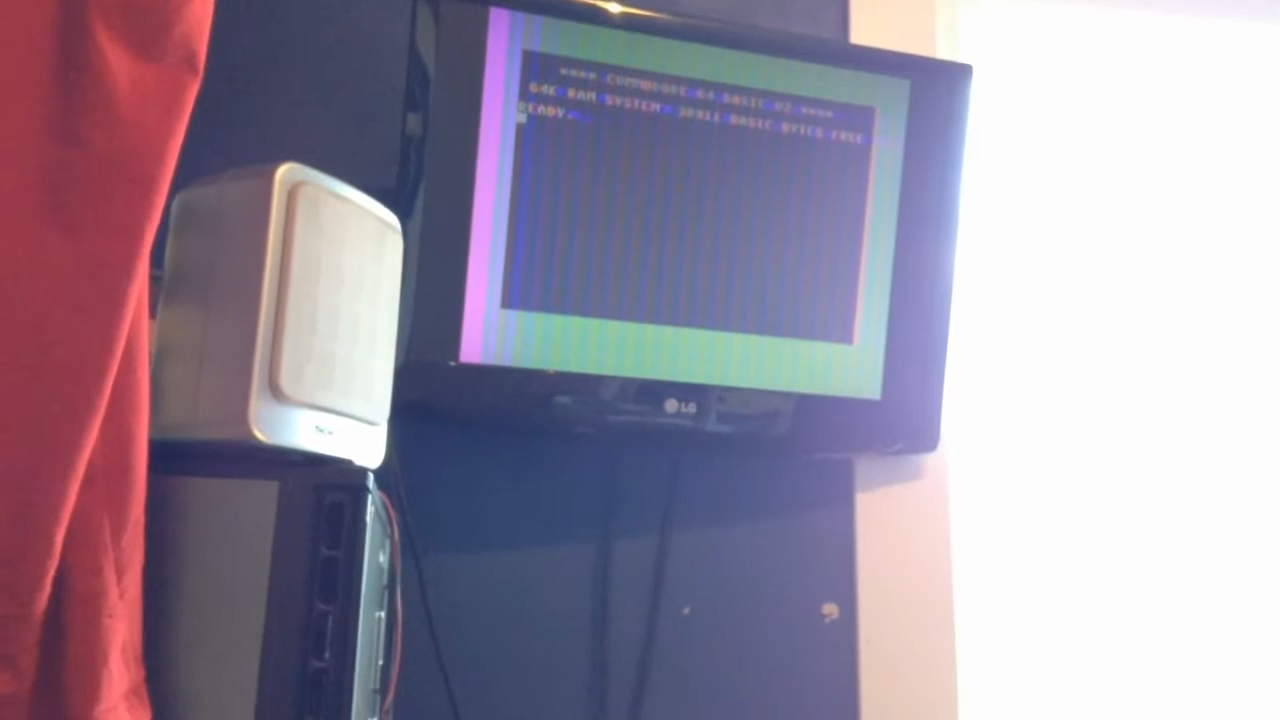 **** COMMODORE 64 BASIC V2 ****
64K RAM SYSTEM 38911 BASIC BYTES FREE
READY.
LG